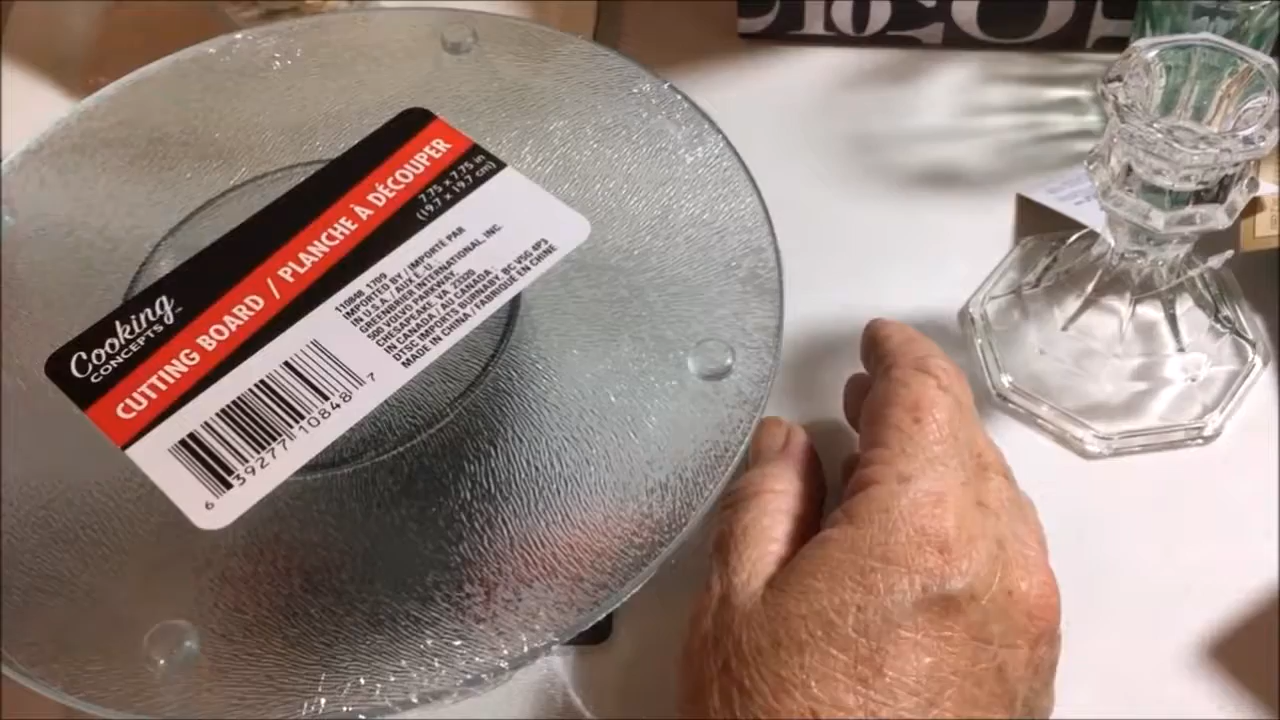 Cooking
CONCEPTS™
CUTTING BOARD / PLANCHE À DÉCOUPER
7.75 x 7.75 in
(19.7 x 19.7 cm)
110848, 1709
IMPORTED BY / IMPORTÉ PAR
U.S.A. / AUX É.-U.:
GREENBRIER INTERNATIONAL, INC.
500 VOLVO PARKWAY,
CHESAPEAKE, VA 23320
IN CANADA / AU CANADA:
DTSC IMPORTS BURNABY, BC V5G 4P3
MADE IN CHINA / FABRIQUÉ EN CHINE
6 39277 10848 7